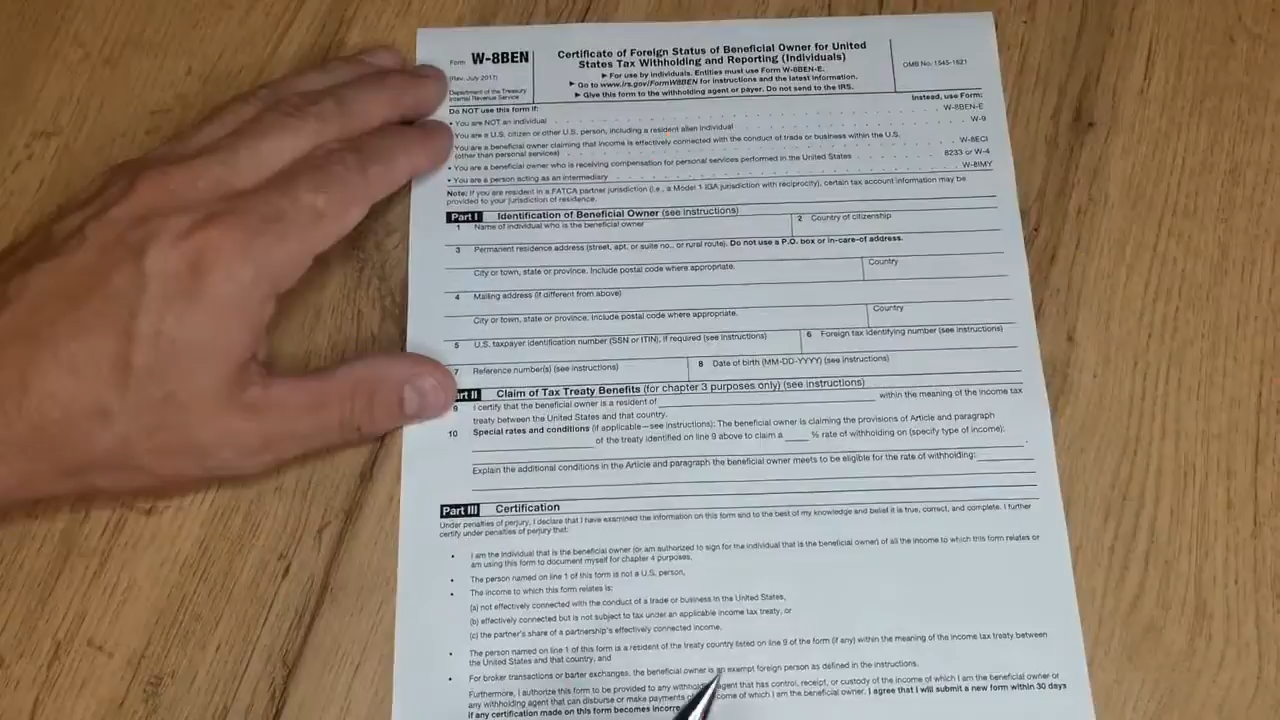 Form W-8BEN
(Rev. July 2017)
Department of the Treasury
Internal Revenue Service
Certificate of Foreign Status of Beneficial Owner for United
States Tax Withholding and Reporting (Individuals)
▶ For use by individuals. Entities must use Form W-8BEN-E.
▶ Go to www.irs.gov/FormW8BEN for instructions and the latest information.
▶ Give this form to the withholding agent or payer. Do not send to the IRS.
OMB No. 1545-1621
Do NOT use this form if: Instead, use Form:
• You are NOT an individual W-8BEN-E
You are a U.S. citizen or other U.S. person, including a resident alien individual W-9
You are a beneficial owner claiming that income is effectively connected with the conduct of trade or business within the U.S.
(other than personal services) W-8ECI
• You are a beneficial owner who is receiving compensation for personal services performed in the United States 8233 or W-4
• You are a person acting as an intermediary W-8IMY
Note: If you are resident in a FATCA partner jurisdiction (i.e., a Model 1 IGA jurisdiction with reciprocity), certain tax account information may be
provided to your jurisdiction of residence.
Part I Identification of Beneficial Owner (see instructions)
1 Name of individual who is the beneficial owner 2 Country of citizenship
3 Permanent residence address (street, apt. or suite no., or rural route). Do not use a P.O. box or in-care-of address.
City or town, state or province. Include postal code where appropriate. Country
4 Mailing address (if different from above)
City or town, state or province. Include postal code where appropriate. Country
5 U.S. taxpayer identification number (SSN or ITIN), if required (see instructions) 6 Foreign tax identifying number (see instructions)
7 Reference number(s) (see instructions) 8 Date of birth (MM-DD-YYYY) (see instructions)
art II Claim of Tax Treaty Benefits (for chapter 3 purposes only) (see instructions)
9 I certify that the beneficial owner is a resident of within the meaning of the income tax
treaty between the United States and that country.
10 Special rates and conditions (if applicable—see instructions): The beneficial owner is claiming the provisions of Article and paragraph
of the treaty identified on line 9 above to claim a % rate of withholding on (specify type of income):
.
Explain the additional conditions in the Article and paragraph the beneficial owner meets to be eligible for the rate of withholding:
Part III Certification
Under penalties of perjury, I declare that I have examined the information on this form and to the best of my knowledge and belief it is true, correct, and complete. I further
certify under penalties of perjury that:
• I am the individual that is the beneficial owner (or am authorized to sign for the individual that is the beneficial owner) of all the income to which this form relates or
am using this form to document myself for chapter 4 purposes,
• The person named on line 1 of this form is not a U.S. person,
• The income to which this form relates is:
(a) not effectively connected with the conduct of a trade or business in the United States,
(b) effectively connected but is not subject to tax under an applicable income tax treaty, or
(c) the partner's share of a partnership's effectively connected income,
• The person named on line 1 of this form is a resident of the treaty country listed on line 9 of the form (if any) within the meaning of the income tax treaty between
the United States and that country, and
• For broker transactions or barter exchanges, the beneficial owner is an exempt foreign person as defined in the instructions.
Furthermore, I authorize this form to be provided to any withholding agent that has control, receipt, or custody of the income of which I am the beneficial owner or
any withholding agent that can disburse or make payments of income of which I am the beneficial owner. I agree that I will submit a new form within 30 days
if any certification made on this form becomes incorre